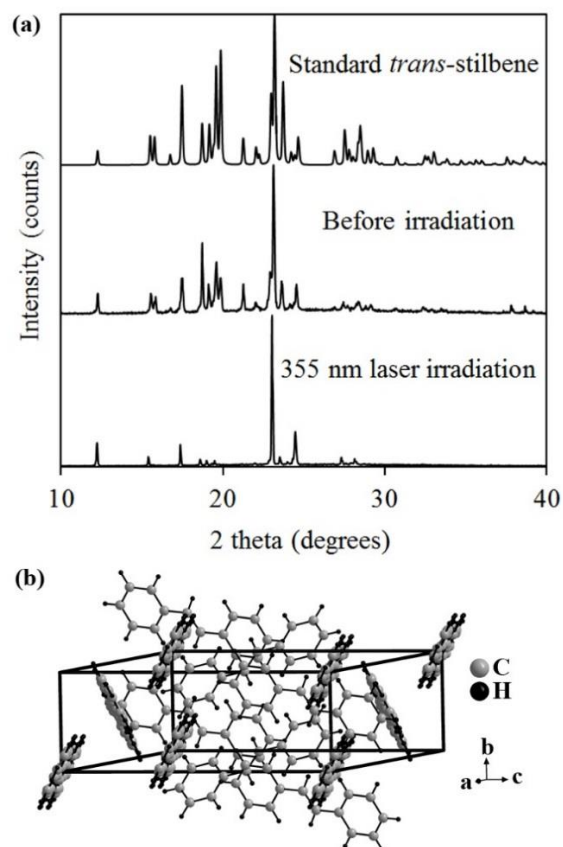 (a)
Standard trans-stilbene
Before irradiation
355 nm laser irradiation
Intensity (counts)
10 20 30 40
2 theta (degrees)
(b)
C
H
b
a c